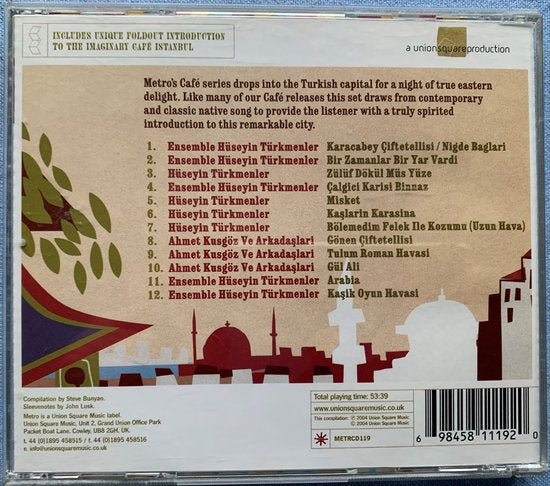 INCLUDES UNIQUE FOLDOUT INTRODUCTION
TO THE IMAGINARY CAFÉ ISTANBUL
a unionsquareproduction
Metro's Café series drops into the Turkish capital for a night of true eastern
delight. Like many of our Café releases this set draws from contemporary
and classic native song to provide the listener with a truly spirited
introduction to this remarkable city.
1. Ensemble Hüseyin Türkmenler Karacabey Çiftetellisi / Nigde Baglari
2. Ensemble Hüseyin Türkmenler Bir Zamanlar Bir Yar Vardi
3. Hüseyin Türkmenler Zülüf Dökül Müs Yüze
4. Ensemble Hüseyin Türkmenler Çalgici Karisi Binnaz
5. Hüseyin Türkmenler Misket
6. Hüseyin Türkmenler Kaşlarin Karasina
7. Hüseyin Türkmenler Bölemedim Felek Ile Kozumu (Uzun Hava)
8. Ahmet Kusgöz Ve Arkadaşlari Gönen Çiftetellisi
9. Ahmet Kusgöz Ve Arkadaşlari Tulum Roman Havasi
10. Ahmet Kusgöz Ve Arkadaşlari Gül Ali
11. Ensemble Hüseyin Türkmenler Arabia
12. Ensemble Hüseyin Türkmenler Kaşik Oyun Havasi
Compilation by Steve Bunyan.
Sleevenotes by John Lusk.
Metro is a Union Square Music label.
Union Square Music, Unit 2, Grand Union Office Park
Packet Boat Lane, Cowley, UB8 2GH, UK
t. 44 (0)1895 458515 / f. 44 (0)1895 458516
e. info@unionsquaremusic.co.uk
Total playing time: 53:39
www.unionsquaremusic.co.uk
This compilation: ℗ 2004 Union Square Music
© 2004 Union Square Music
METRCD119
6 98458 11192 0